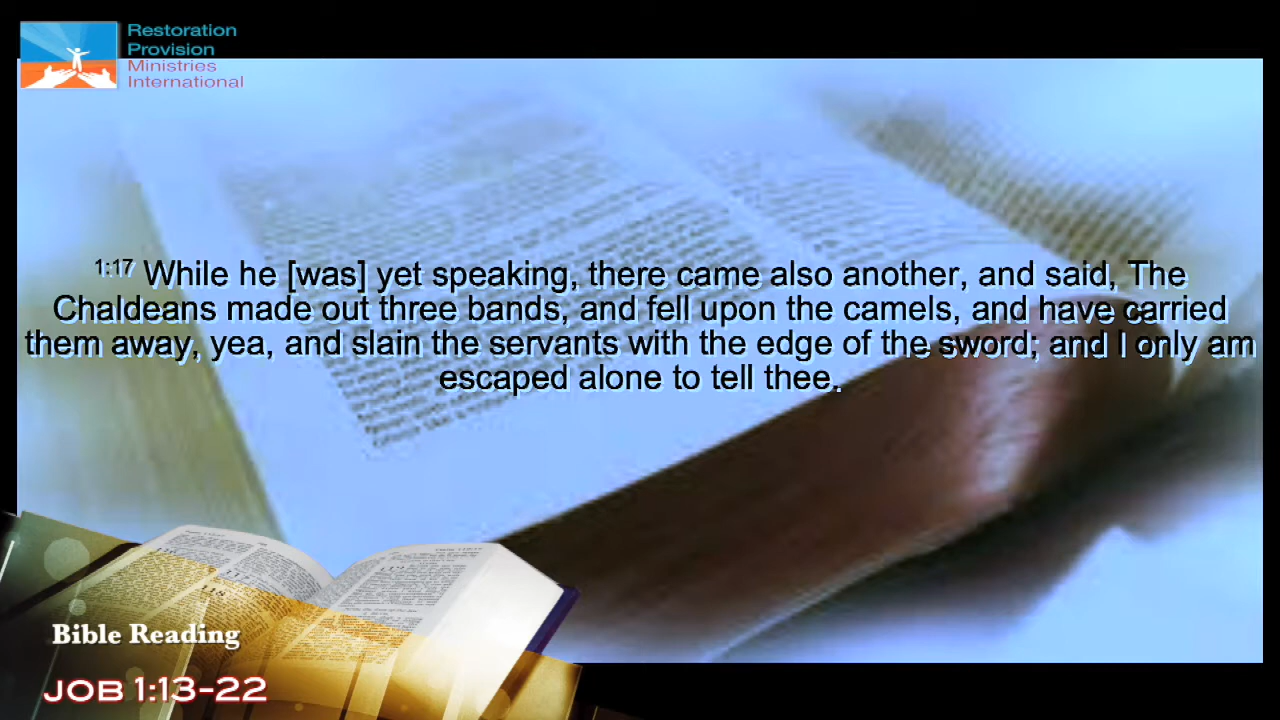 Restoration
Provision
Ministries
International
1:17 While he [was] yet speaking, there came also another, and said, The
Chaldeans made out three bands, and fell upon the camels, and have carried
them away, yea, and slain the servants with the edge of the sword; and I only am
escaped alone to tell thee.
118
Bible Reading
JOB 1:13-22